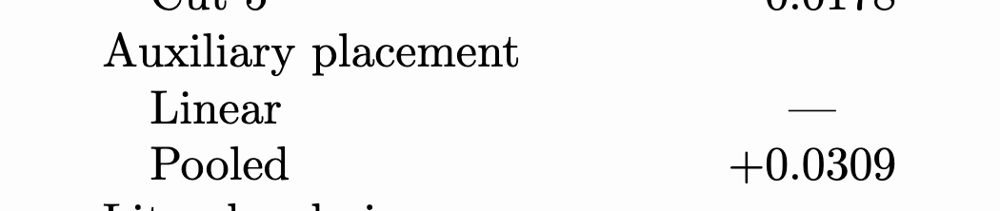 Auxiliary placement
Linear —
Pooled +0.0309